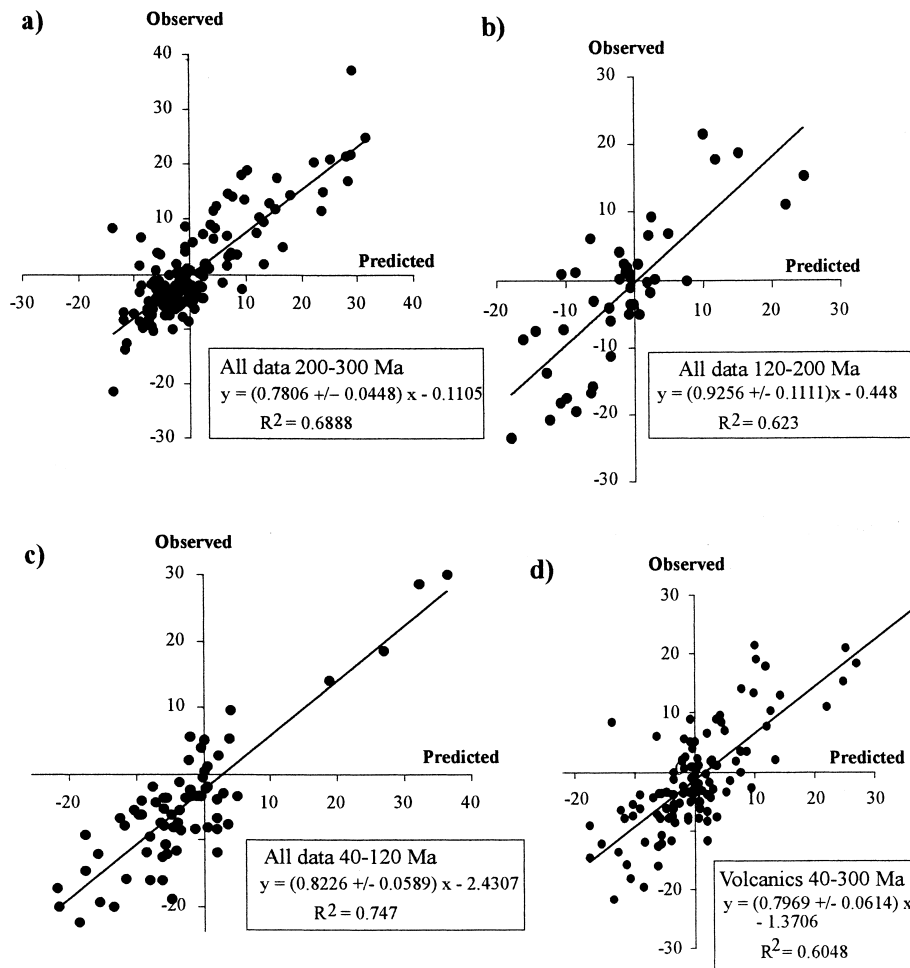 a)
Observed
40
30
20
10
Predicted
-30
-20
-10
10
20
30
40
-20
-30
All data 200-300 Ma
y = (0.7806 +/- 0.0448) x - 0.1105
R2 = 0.6888
b)
Observed
30
20
10
Predicted
-20
-10
10
20
30
-10
-20
-30
All data 120-200 Ma
y = (0.9256 +/- 0.1111)x - 0.448
R2 = 0.623
c)
Observed
30
20
10
Predicted
-20
20
40
-20
All data 40-120 Ma
y = (0.8226 +/- 0.0589) x - 2.4307
R2 = 0.747
d)
Observed
30
20
10
Predicted
-20
-10
10
20
30
-20
-30
Volcanics 40-300 Ma
y = (0.7969 +/- 0.0614) x
- 1.3706
R2 = 0.6048